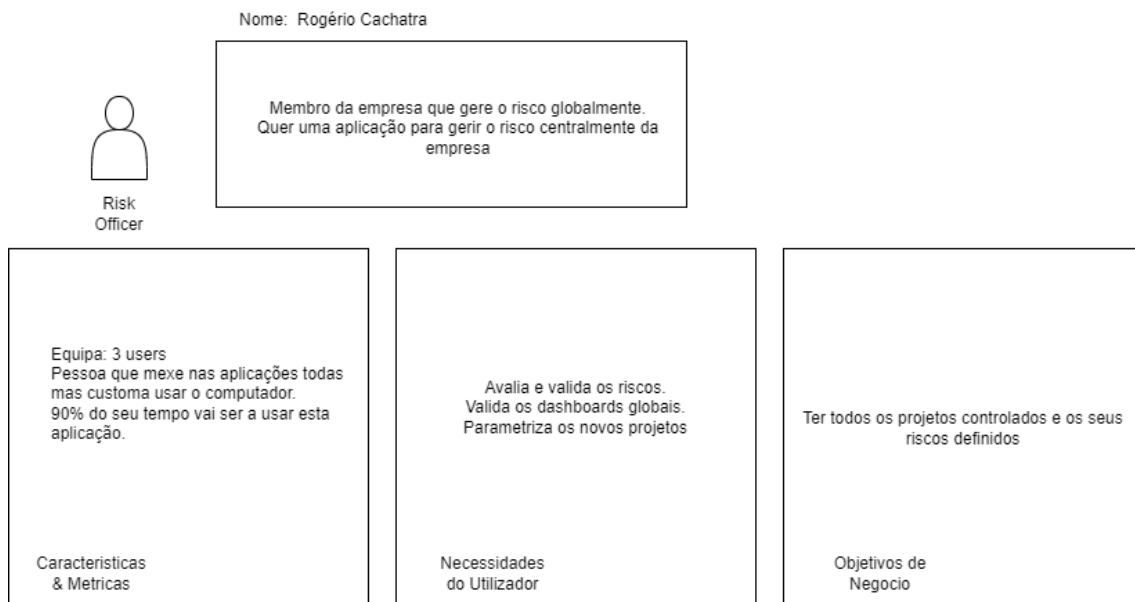 Nome: Rogério Cachatra
Membro da empresa que gere o risco globalmente.
Quer uma aplicação para gerir o risco centralmente da
empresa
Risk
Officer
Equipa: 3 users
Pessoa que mexe nas aplicações todas
mas customa usar o computador.
90% do seu tempo vai ser a usar esta
aplicação.
Caracteristicas
& Metricas
Avalia e valida os riscos.
Valida os dashboards globais.
Parametriza os novos projetos
Necessidades
do Utilizador
Ter todos os projetos controlados e os seus
riscos definidos
Objetivos de
Negocio